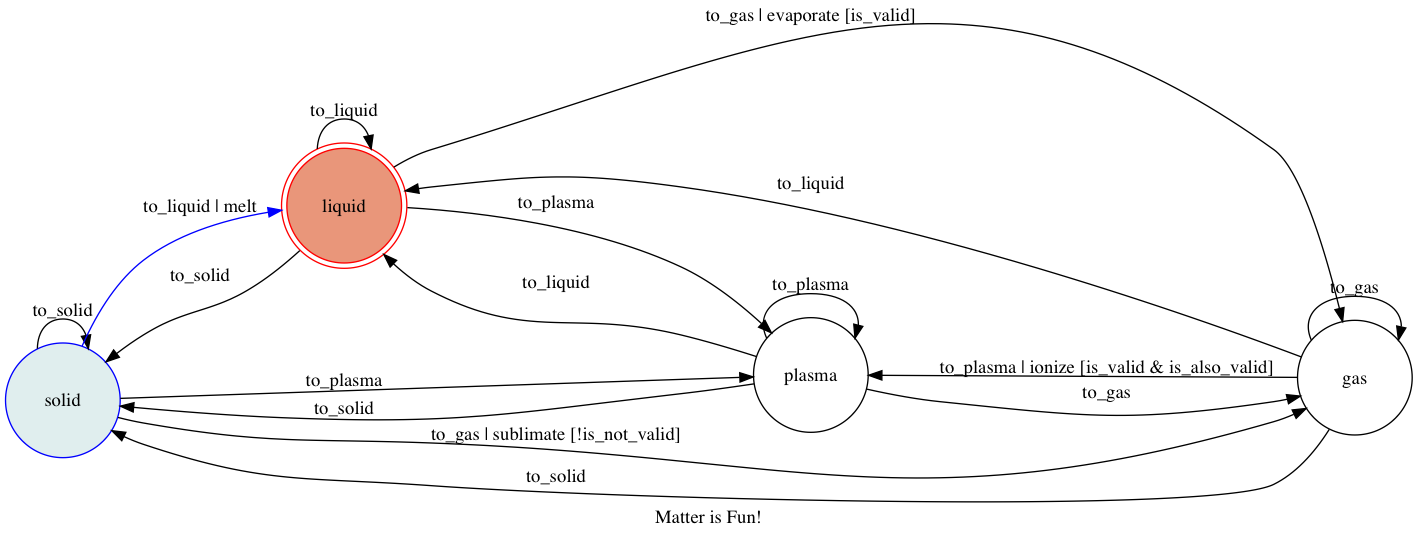 to_gas | evaporate [is_valid]
to_liquid
to_liquid
to_liquid | melt
liquid
to_plasma
to_solid
to_liquid
to_plasma
to_gas
to_solid
to_plasma | ionize [is_valid & is_also_valid]
plasma
gas
to_plasma
to_gas
solid
to_solid
to_gas | sublimate [!is_not_valid]
to_solid
Matter is Fun!